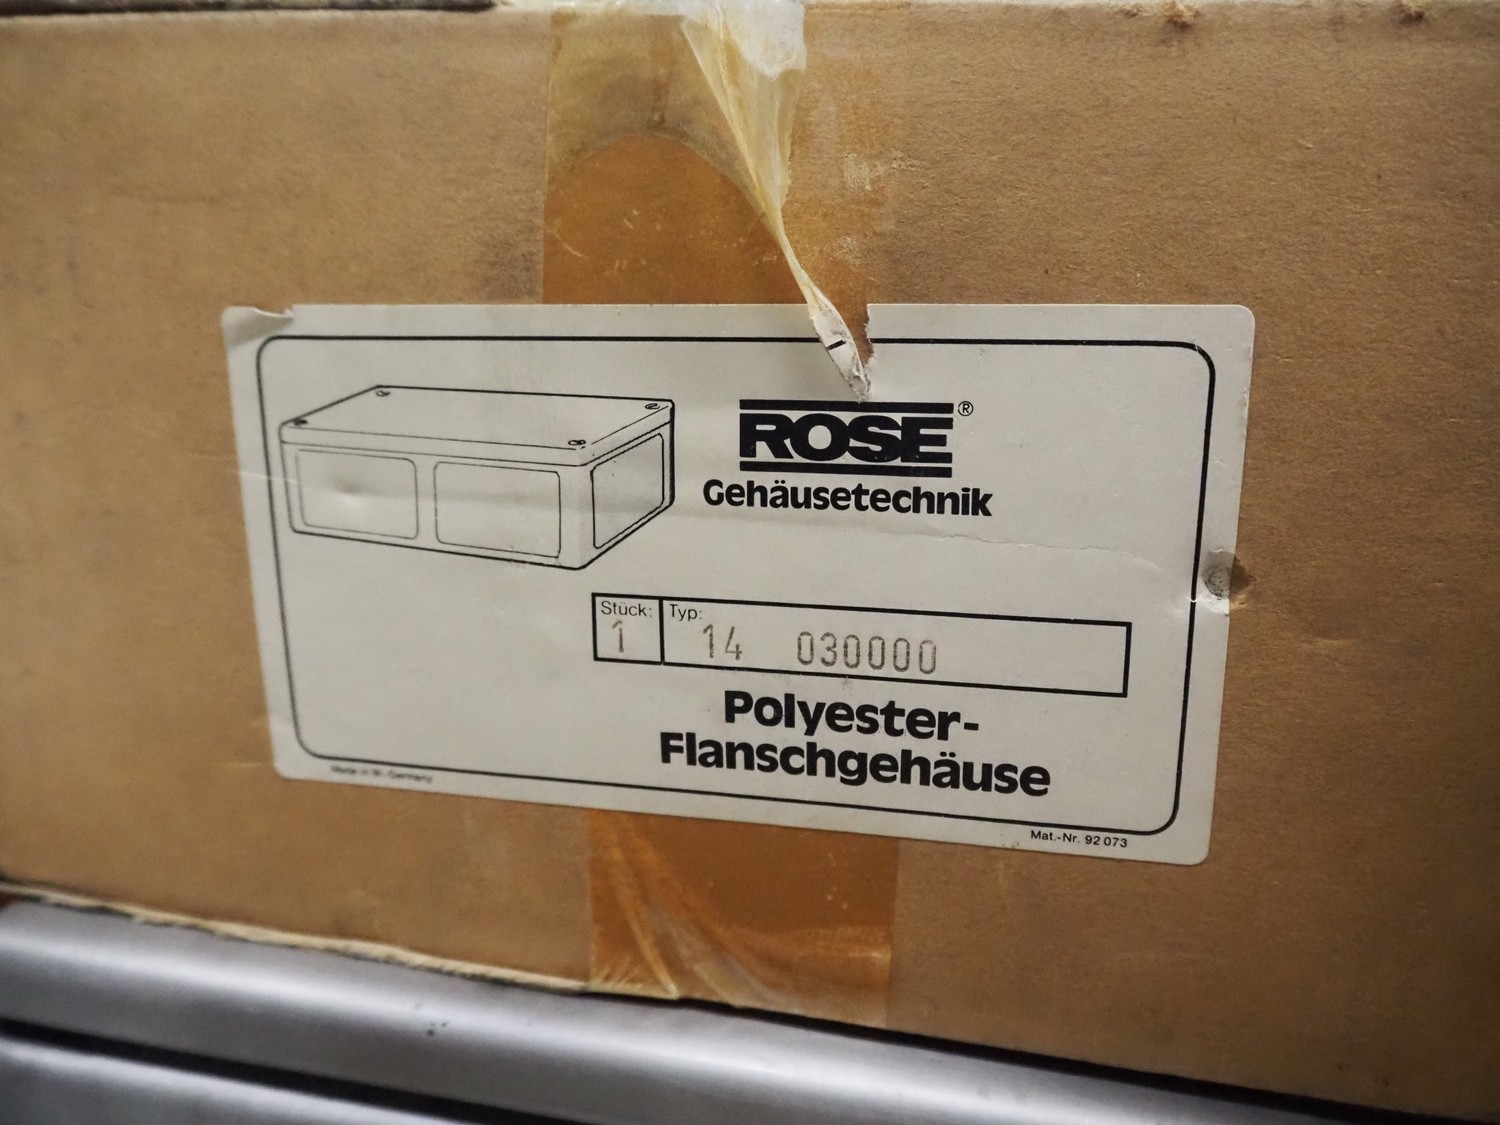 ROSE®
Gehäusetechnik
Stück: Typ:
1 14 030000
Polyester-
Flanschgehäuse
Made in W.-Germany
Mat.-Nr. 92 073